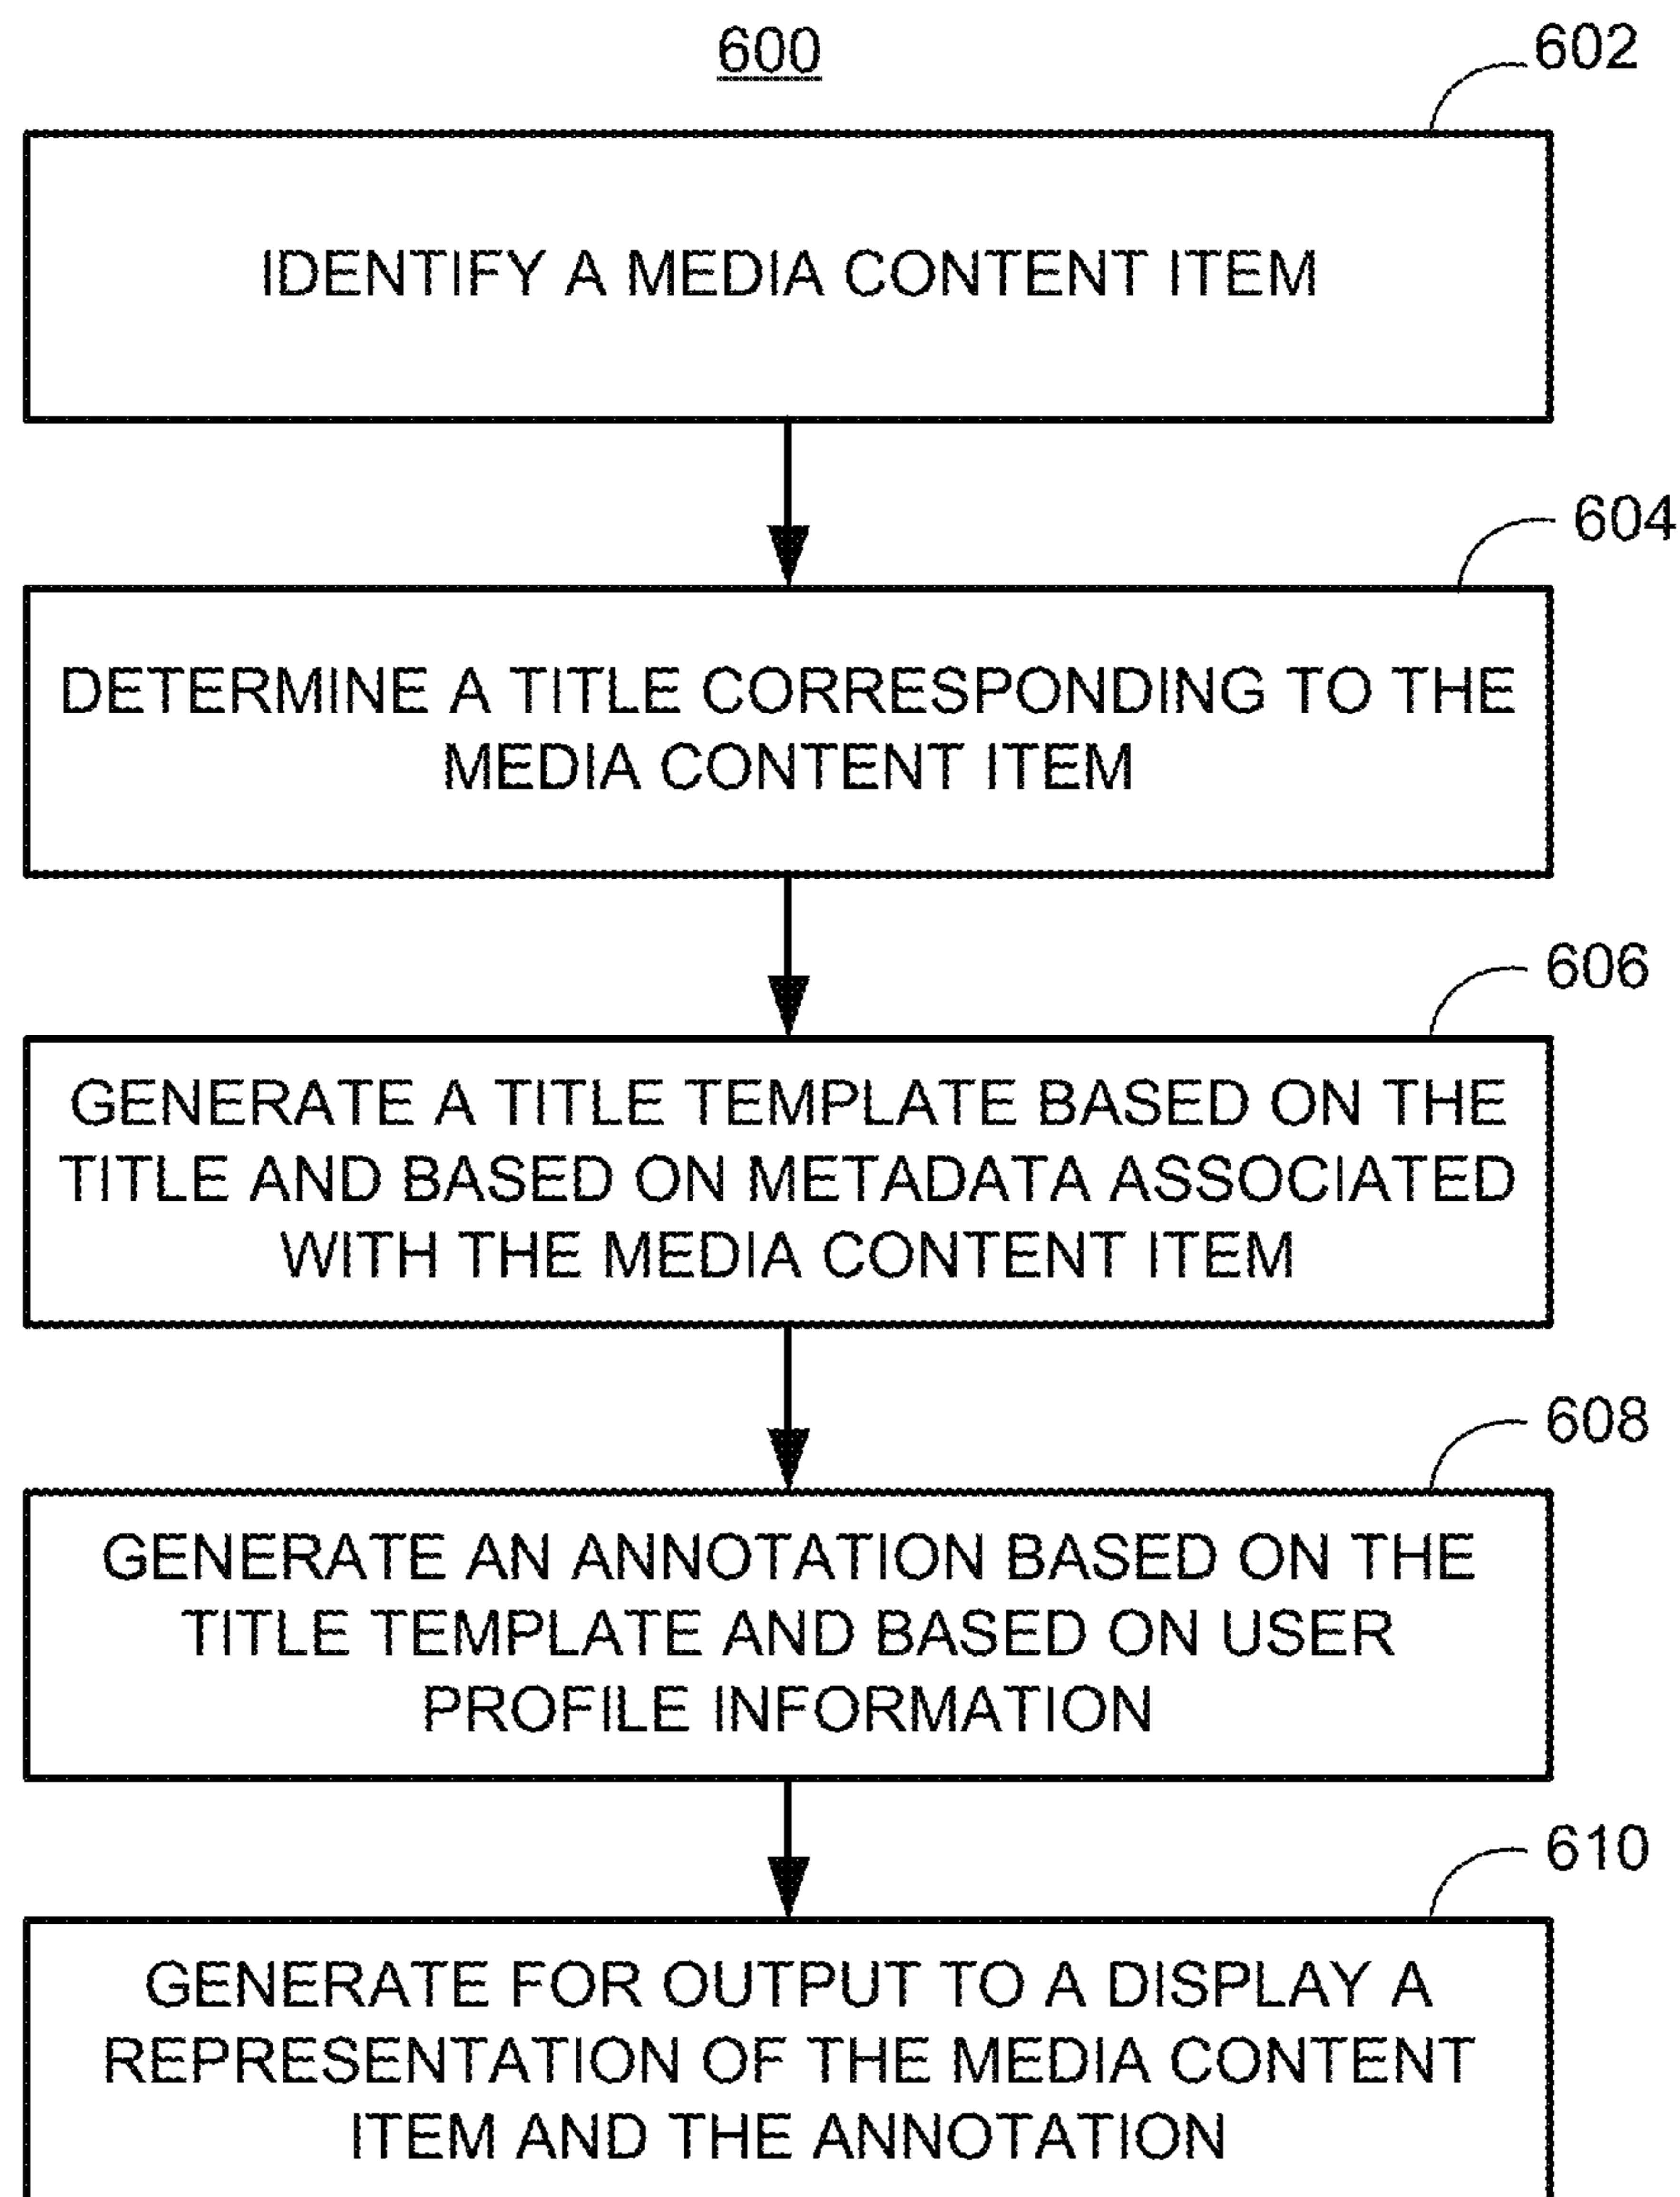 600
602
IDENTIFY A MEDIA CONTENT ITEM
604
DETERMINE A TITLE CORRESPONDING TO THE
MEDIA CONTENT ITEM
606
GENERATE A TITLE TEMPLATE BASED ON THE
TITLE AND BASED ON METADATA ASSOCIATED
WITH THE MEDIA CONTENT ITEM
608
GENERATE AN ANNOTATION BASED ON THE
TITLE TEMPLATE AND BASED ON USER
PROFILE INFORMATION
610
GENERATE FOR OUTPUT TO A DISPLAY A
REPRESENTATION OF THE MEDIA CONTENT
ITEM AND THE ANNOTATION